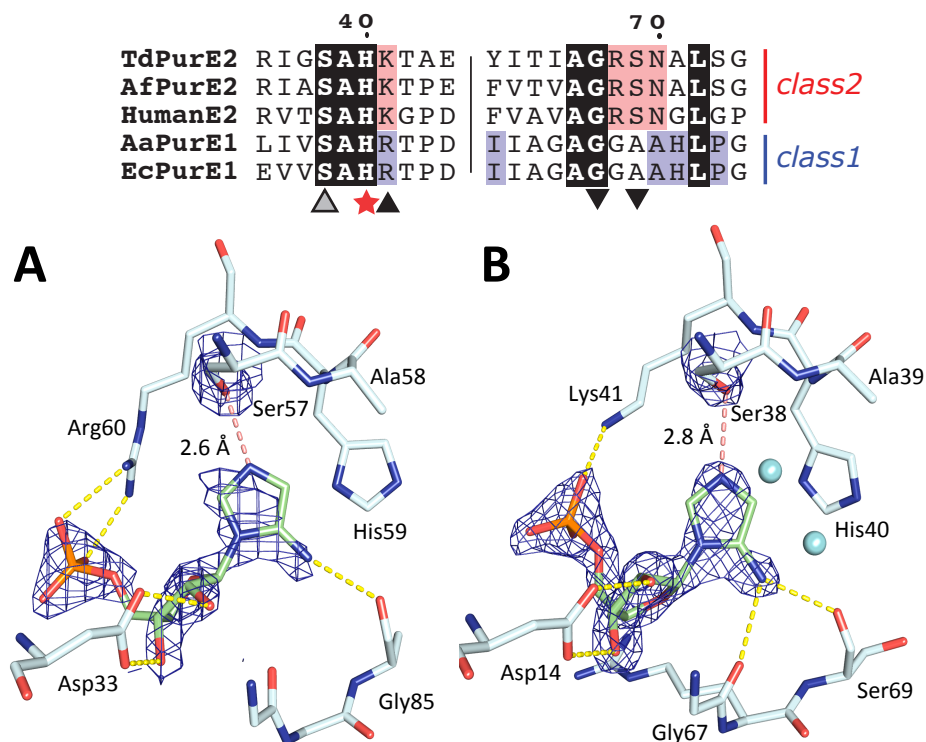 40 70
TdPurE2 RIGSAHKTAE YITIAGRSNALSG
AfPurE2 RIASAHKTPE FVTVAGRSNALSG
HumanE2 RVTSAHKGPD FVAVAGRSNGLGP
AaPurE1 LIVSAHRTPD IIAGAGGAAHLPG
EcPurE1 EVVSAHRTPD IIAGAGGAAHLPG
class2
class1
A
Ala58
Ser57
Arg60
2.6 Å
His59
Asp33
Gly85
B
Ala39
Lys41
Ser38
2.8 Å
His40
Asp14
Ser69
Gly67